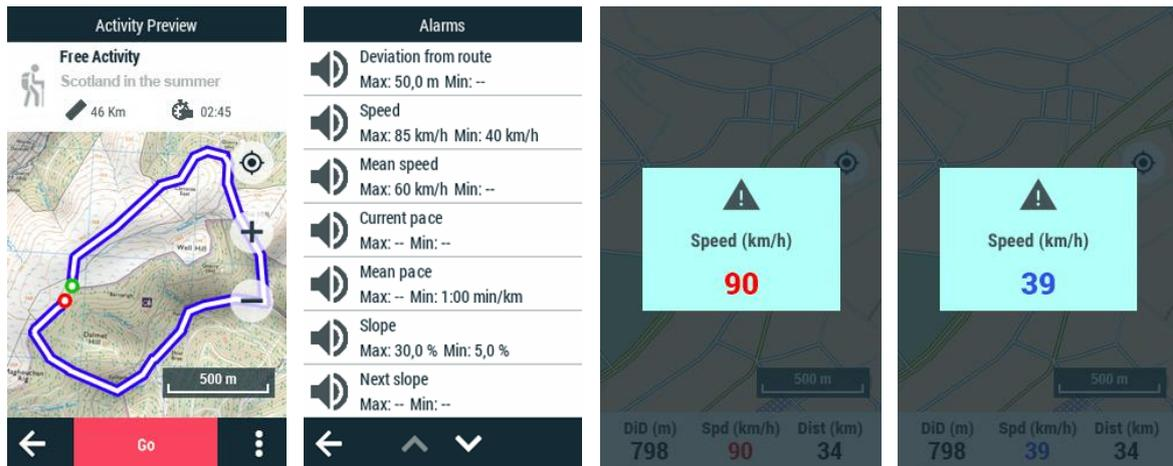 Activity Preview
Free Activity
Scotland in the summer
46 Km
02:45
Well Hill
Dalmet
Hill
500 m
Go
Alarms
Deviation from route
Max: 50,0 m Min: --
Speed
Max: 85 km/h Min: 40 km/h
Mean speed
Max: 60 km/h Min: --
Current pace
Max: -- Min: --
Mean pace
Max: -- Min: 1:00 min/km
Slope
Max: 30,0 % Min: 5,0 %
Next slope
Max: -- Min: --
Speed (km/h)
90
500 m
DiD (m) Spd (km/h) Dist (km)
798 90 34
Speed (km/h)
39
500 m
DiD (m) Spd (km/h) Dist (km)
798 39 34